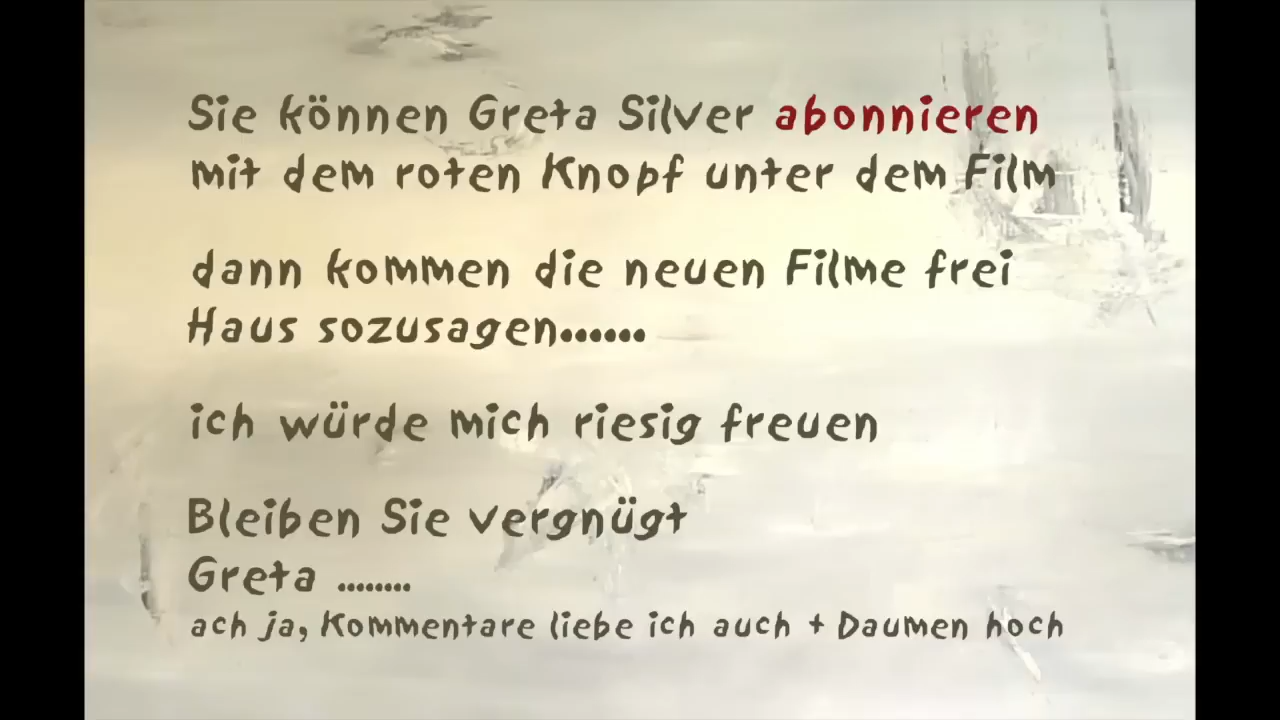 Sie können Greta Silver abonnieren
mit dem roten Knopf unter dem Film
dann kommen die neuen Filme frei
Haus sozusagen......
ich würde mich riesig freuen
Bleiben Sie vergnügt
Greta ........
ach ja, Kommentare liebe ich auch + Daumen hoch